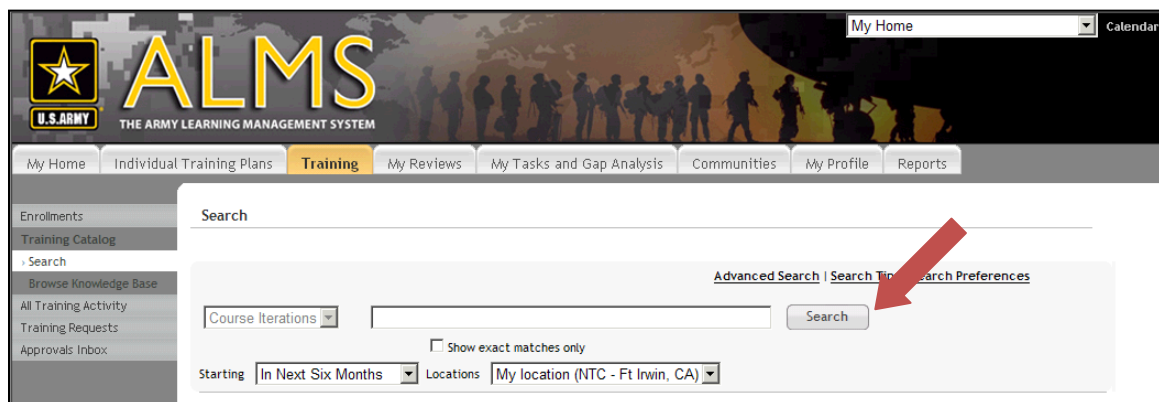 My Home Calendar
ALMS
U.S.ARMY
THE ARMY LEARNING MANAGEMENT SYSTEM
My Home Individual Training Plans Training My Reviews My Tasks and Gap Analysis Communities My Profile Reports
Enrollments
Training Catalog
› Search
Browse Knowledge Base
All Training Activity
Training Requests
Approvals Inbox
Search
Advanced Search | Search Tip Search Preferences
Course Iterations Search
Show exact matches only
Starting In Next Six Months Locations My location (NTC - Ft Irwin, CA)